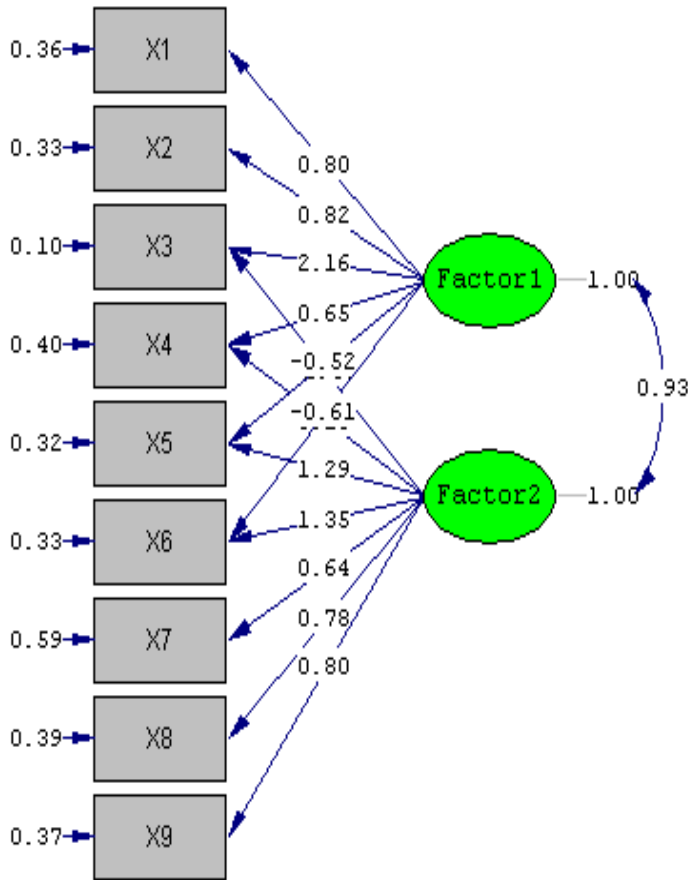 0.36 X1
0.80
0.33 X2
0.82
0.10 X3
2.16
Factor1 1.00
0.65
0.40 X4
-0.52
0.93
-0.61
0.32 X5
1.29
Factor2 1.00
1.35
0.33 X6
0.64
0.78
0.59 X7
0.80
0.39 X8
0.37 X9